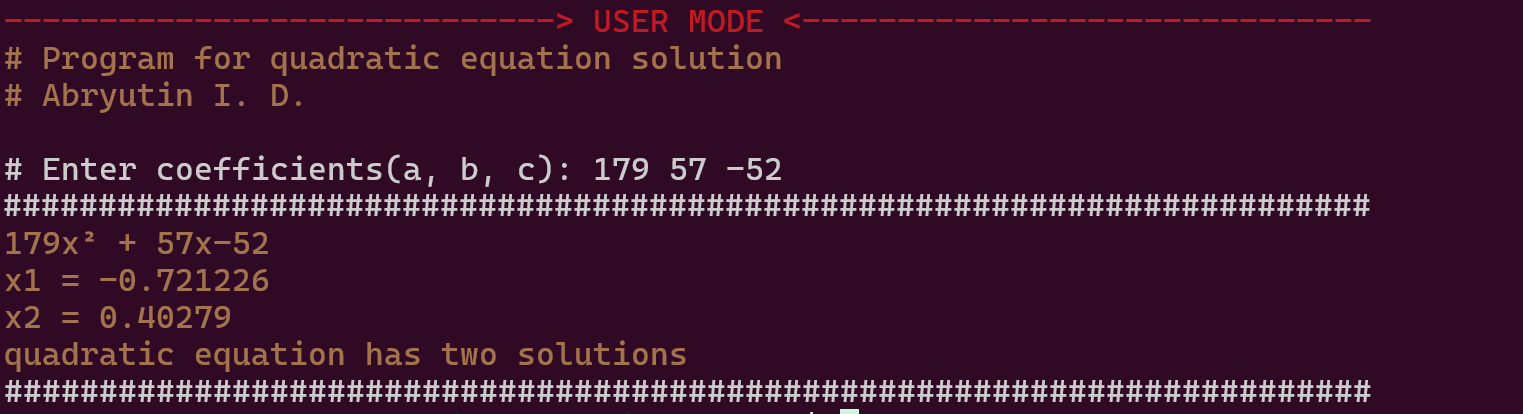 -----------------------------> USER MODE <------------------------------
# Program for quadratic equation solution
# Abryutin I. D.
# Enter coefficients(a, b, c): 179 57 -52
########################################################################
179x² + 57x-52
x1 = -0.721226
x2 = 0.40279
quadratic equation has two solutions
########################################################################